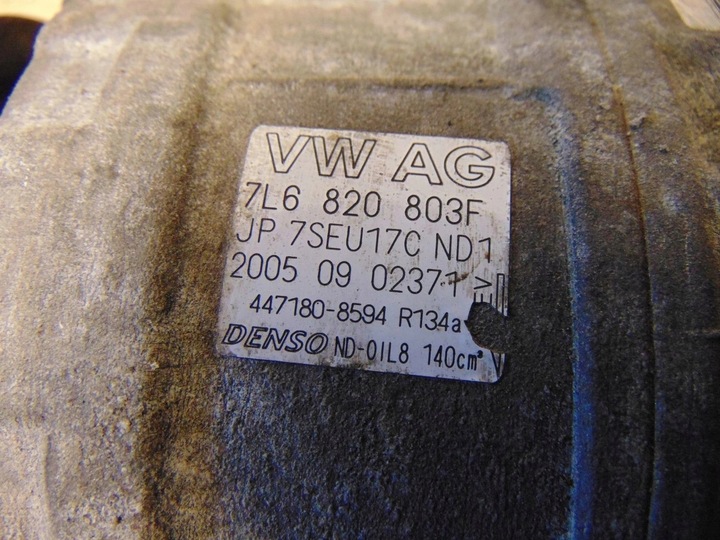 VW AG
7L6 820 803F
JP 7SEU17C ND1
2005 09 02371
447180-8594 R134a
DENSO ND-OIL8 140cm³